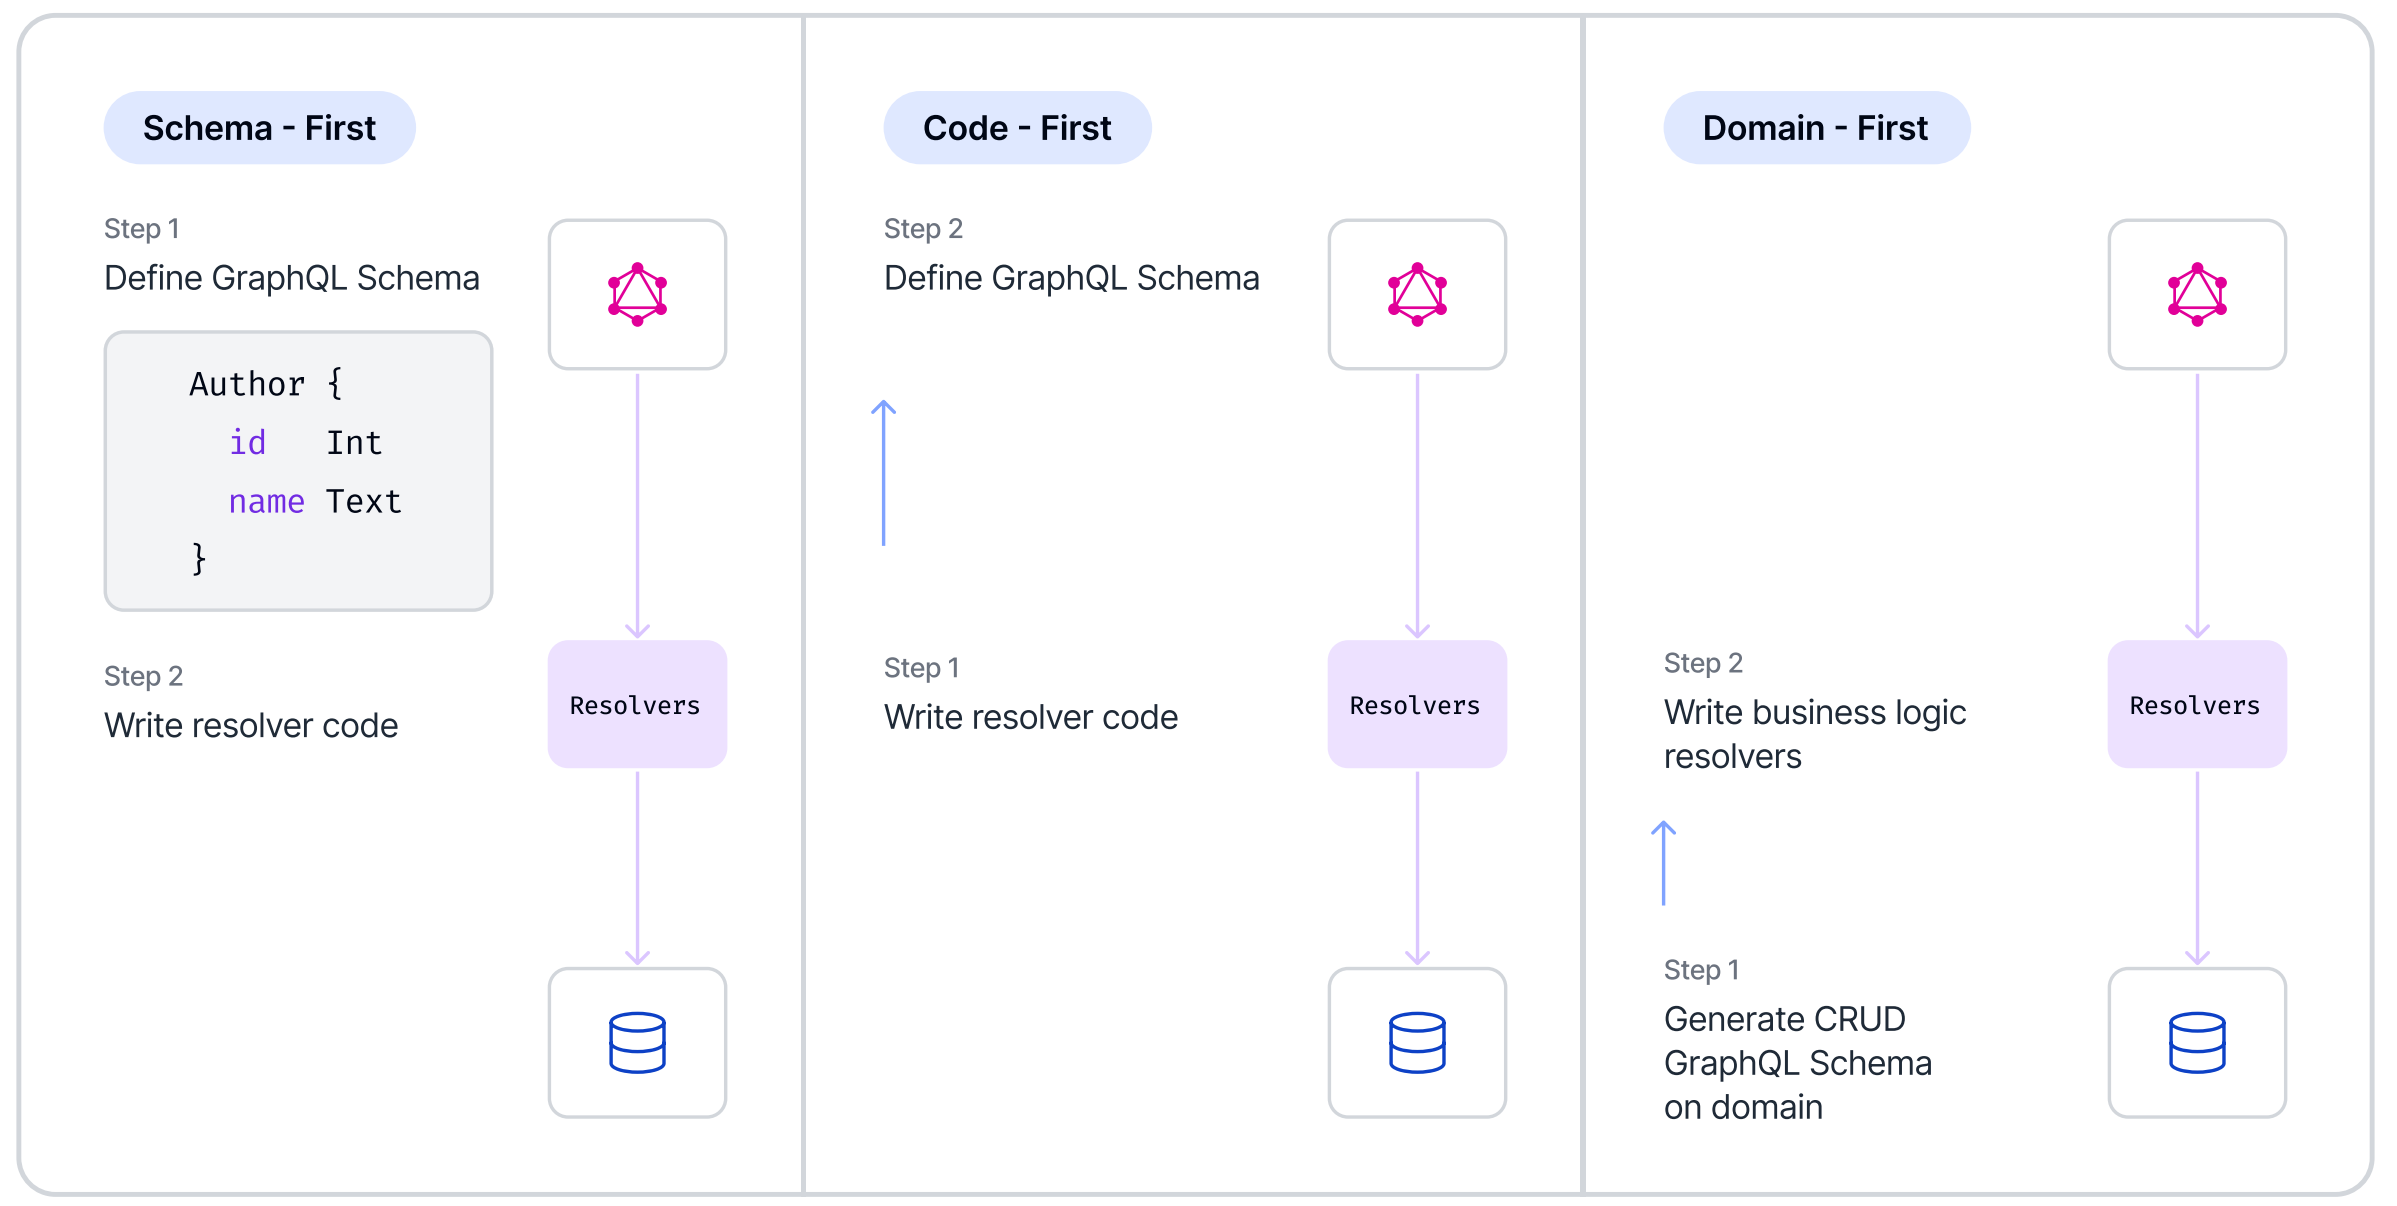 Schema - First
Step 1
Define GraphQL Schema
Author {
id Int
name Text
}
Step 2
Write resolver code
Resolvers
Code - First
Step 2
Define GraphQL Schema
Step 1
Write resolver code
Resolvers
Domain - First
Step 2
Write business logic
resolvers
Resolvers
Step 1
Generate CRUD
GraphQL Schema
on domain